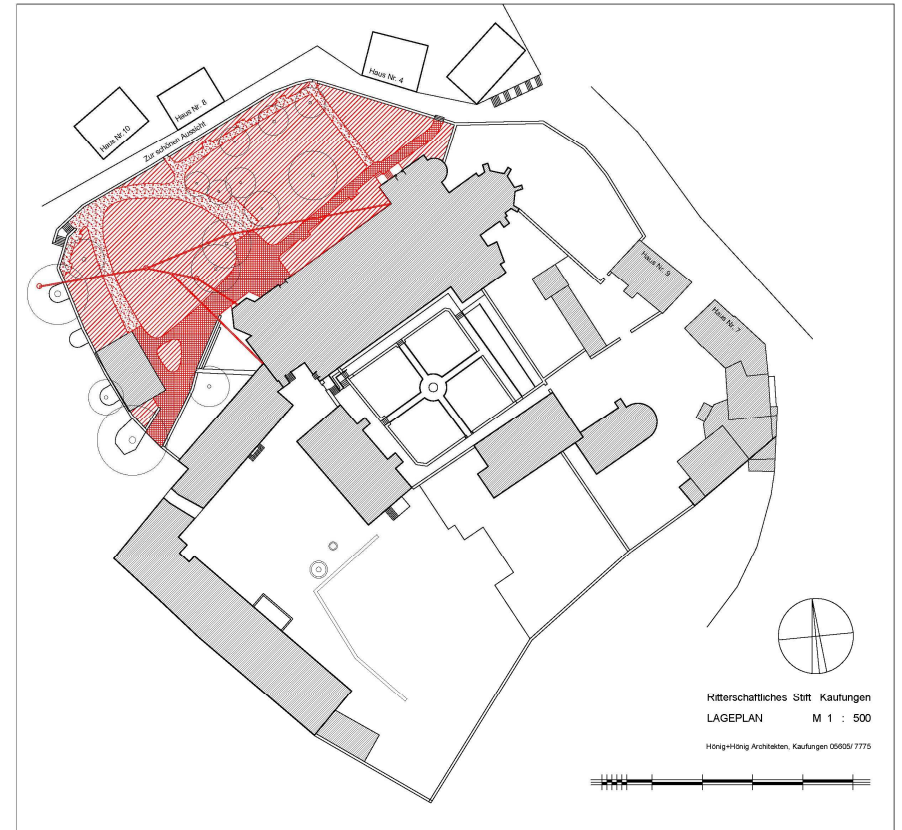 Haus Nr. 4
Haus Nr. 8
Haus Nr.10
Zur schönen Aussicht
Haus Nr. 9
Haus Nr. 7
Ritterschaftliches Stift Kaufungen
LAGEPLAN M 1 : 500
Hönig+Hönig Architekten, Kaufungen 05605/ 7775